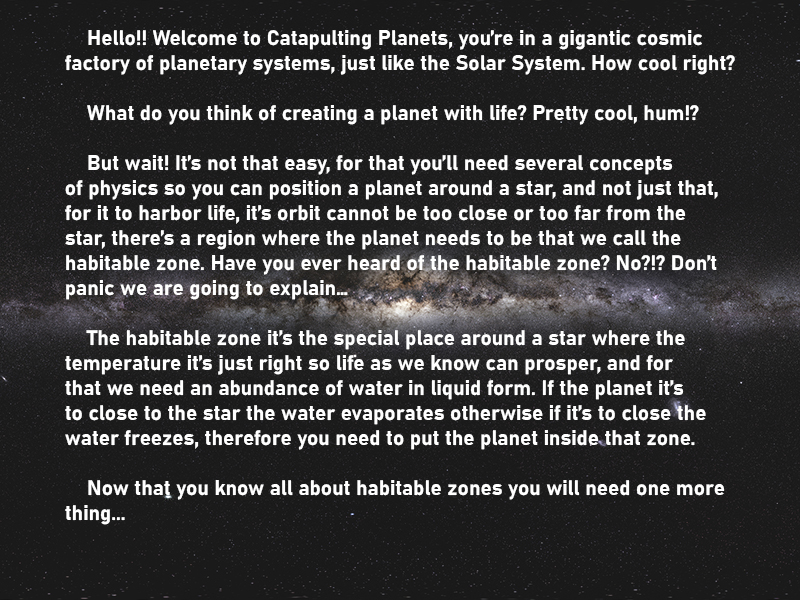 Hello!! Welcome to Catapulting Planets, you're in a gigantic cosmic
factory of planetary systems, just like the Solar System. How cool right?
What do you think of creating a planet with life? Pretty cool, hum!?
But wait! It's not that easy, for that you'll need several concepts
of physics so you can position a planet around a star, and not just that,
for it to harbor life, it's orbit cannot be too close or too far from the
star, there's a region where the planet needs to be that we call the
habitable zone. Have you ever heard of the habitable zone? No?!? Don't
panic we are going to explain...
The habitable zone it's the special place around a star where the
temperature it's just right so life as we know can prosper, and for
that we need an abundance of water in liquid form. If the planet it's
to close to the star the water evaporates otherwise if it's to close the
water freezes, therefore you need to put the planet inside that zone.
Now that you know all about habitable zones you will need one more
thing...